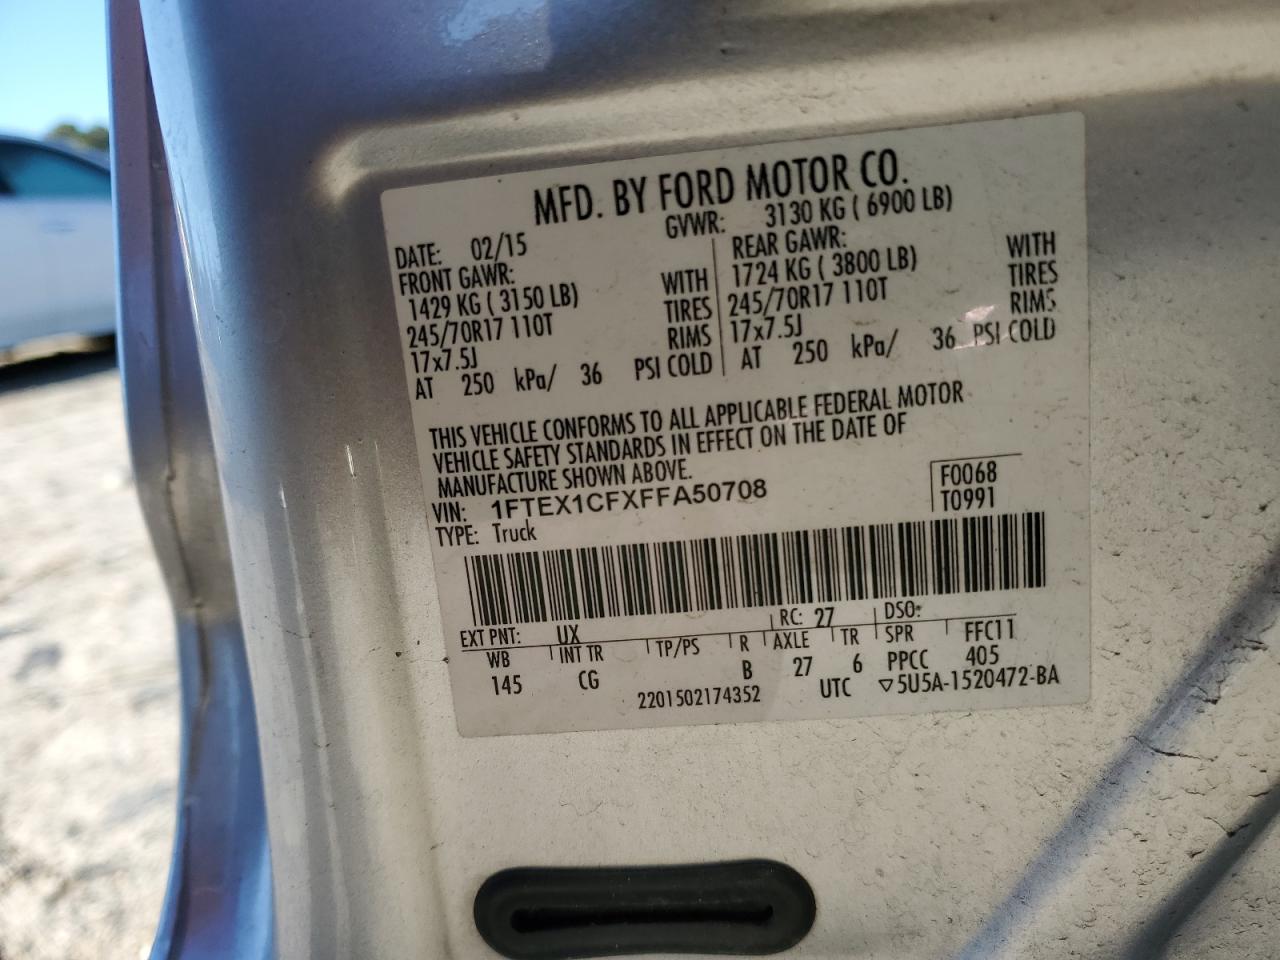 MFD. BY FORD MOTOR CO.
DATE: 02/15 GVWR: 3130 KG ( 6900 LB)
FRONT GAWR:
1429 KG ( 3150 LB) WITH
245/70R17 110T TIRES
17x7.5J RIMS
AT 250 kPa/ 36 PSI COLD
REAR GAWR: WITH
1724 KG ( 3800 LB) TIRES
245/70R17 110T RIMS
17x7.5J
AT 250 kPa/ 36 PSI COLD
THIS VEHICLE CONFORMS TO ALL APPLICABLE FEDERAL MOTOR
VEHICLE SAFETY STANDARDS IN EFFECT ON THE DATE OF
MANUFACTURE SHOWN ABOVE.
VIN: 1FTEX1CFXFFA50708
TYPE: Truck
F0068
T0991
EXT PNT: UX RC: 27 DSO:
WB INT TR TP/PS R AXLE TR SPR FFC11
145 CG B 27 6 PPCC 405
2201502174352 UTC ▽5U5A-1520472-BA